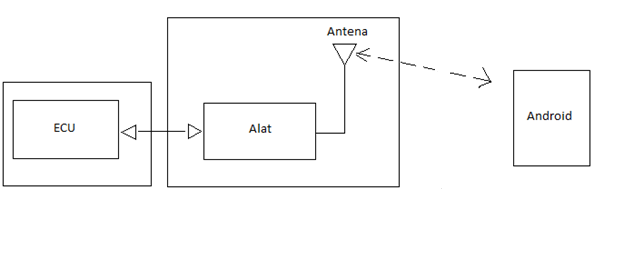 Antena
ECU
Alat
Android